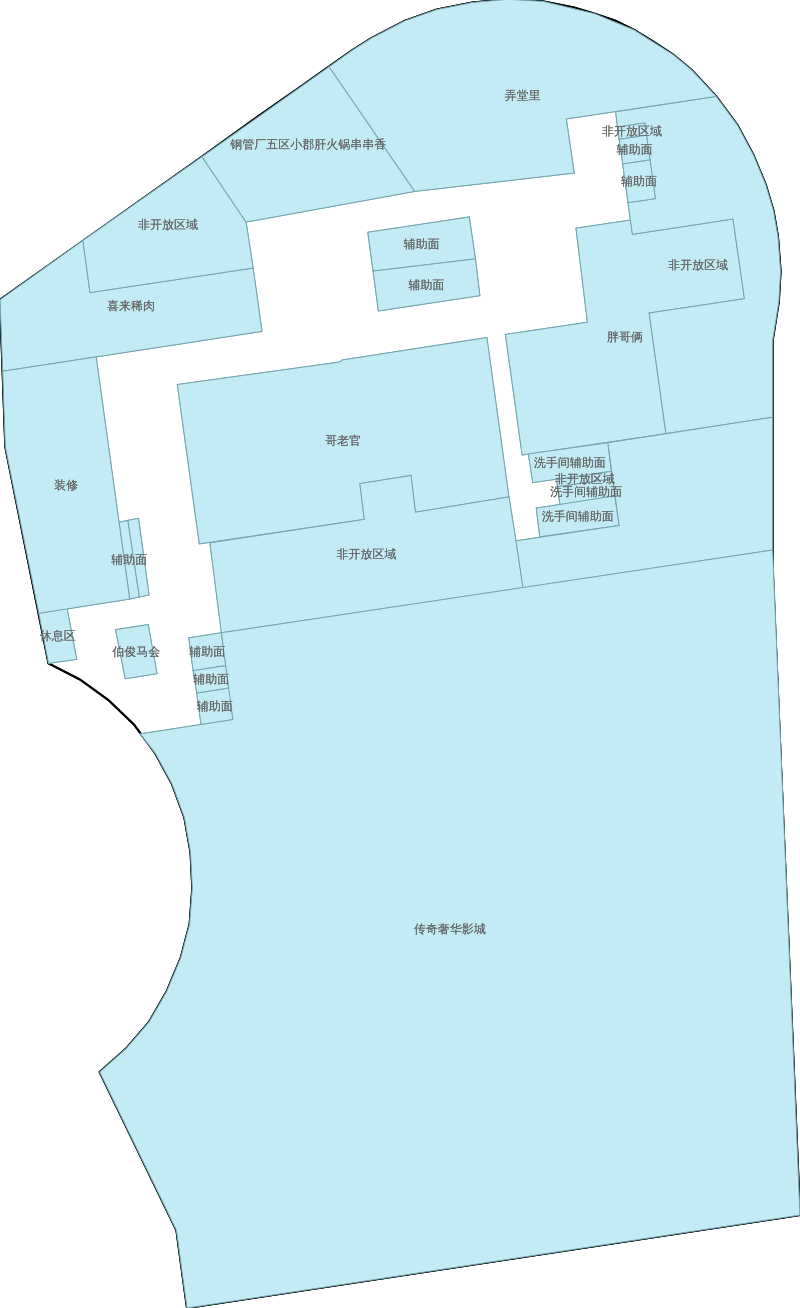 弄堂里
非开放区域
钢管厂五区小郡肝火锅串串香
辅助面
辅助面
非开放区域
辅助面
非开放区域
辅助面
喜来稀肉
胖哥俩
哥老官
洗手间辅助面
非开放区域
装修
洗手间辅助面
洗手间辅助面
非开放区域
辅助面
休息区
伯俊马会
辅助面
辅助面
辅助面
传奇奢华影城